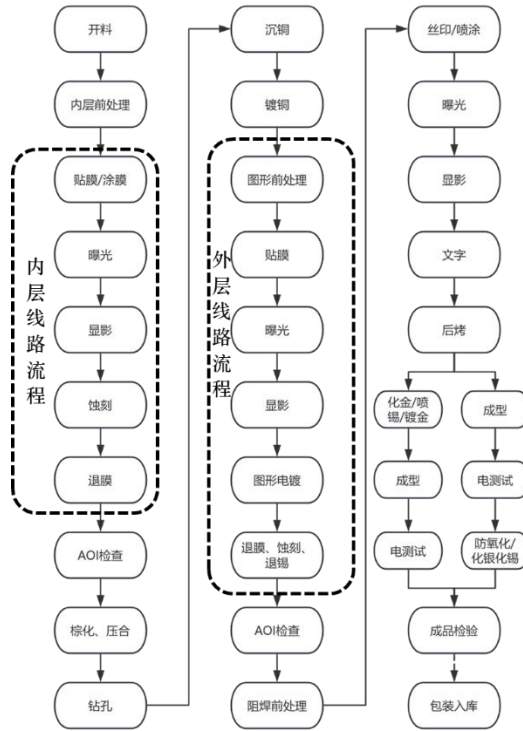 开料
内层前处理
贴膜/涂膜
曝光
显影
蚀刻
退膜
内层线路流程
AOI检查
棕化、压合
钻孔
沉铜
镀铜
图形前处理
贴膜
曝光
显影
图形电镀
退膜、蚀刻、
退锡
外层线路流程
AOI检查
阻焊前处理
丝印/喷涂
曝光
显影
文字
后烤
化金/喷
锡/镀金
成型
电测试
成型
电测试
防氧化/
化银化锡
成品检验
包装入库